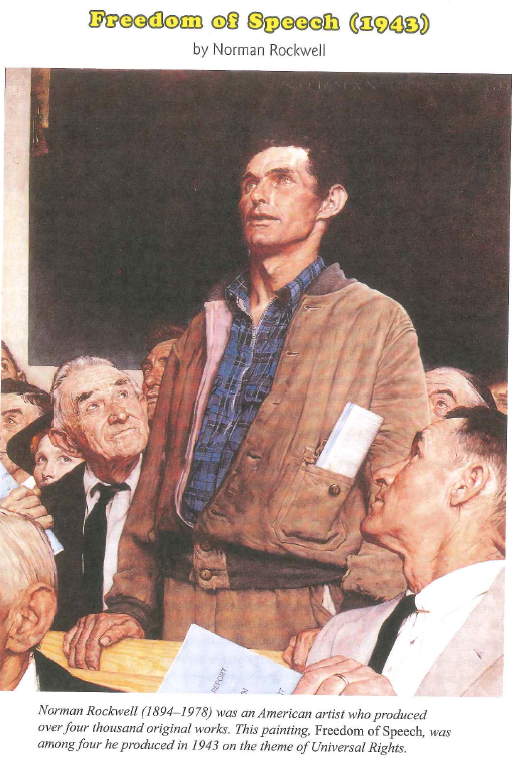 Freedom of Speech (1943)
by Norman Rockwell
REPORT
Norman Rockwell (1894–1978) was an American artist who produced
over four thousand original works. This painting, Freedom of Speech, was
among four he produced in 1943 on the theme of Universal Rights.